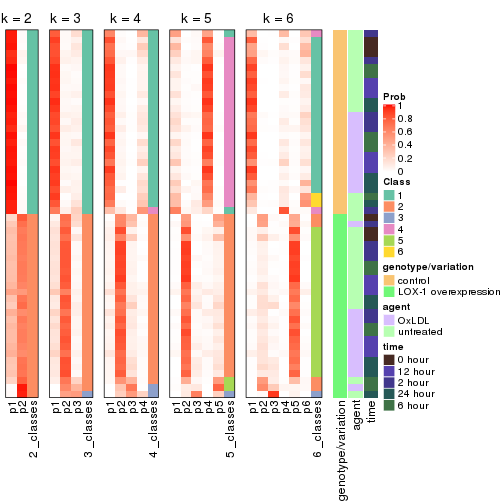 k = 2
k = 3
k = 4
k = 5
k = 6
Prob
1
0.8
0.6
0.4
0.2
0
Class
1
2
3
4
5
6
genotype/variation
control
LOX-1 overexpression
agent
OxLDL
untreated
time
0 hour
12 hour
2 hour
24 hour
6 hour
p1
p2
2_classes
p1
p2
p3
3_classes
p1
p2
p3
p4
4_classes
p1
p2
p3
p4
p5
5_classes
p1
p2
p3
p4
p5
p6
6_classes
genotype/variation
agent
time